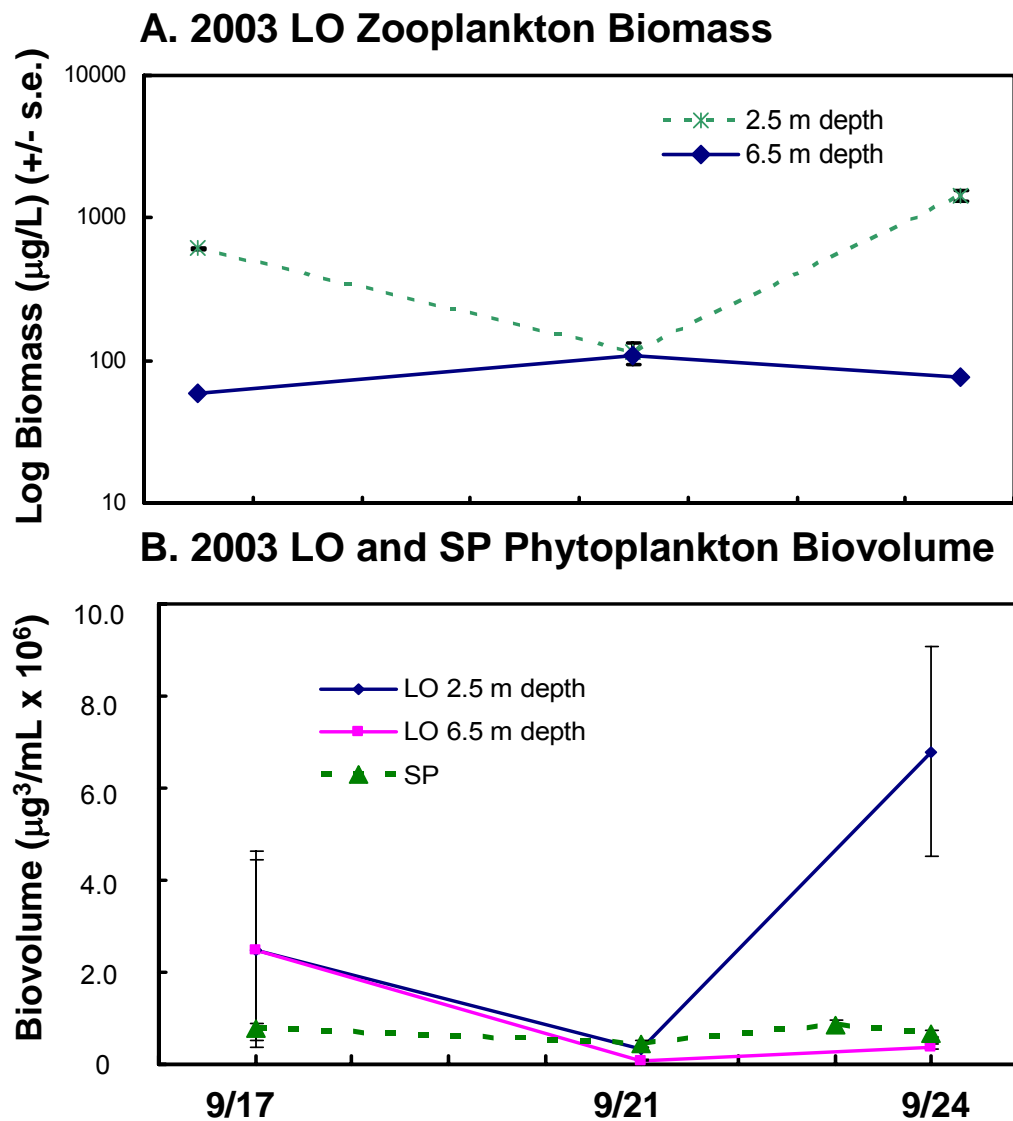 A. 2003 LO Zooplankton Biomass
Log Biomass (µg/L) (+/- s.e.)
10000
1000
100
10
2.5 m depth
6.5 m depth
B. 2003 LO and SP Phytoplankton Biovolume
Biovolume (µg³/mL x 10⁶)
10.0
8.0
6.0
4.0
2.0
0
LO 2.5 m depth
LO 6.5 m depth
SP
9/17
9/21
9/24